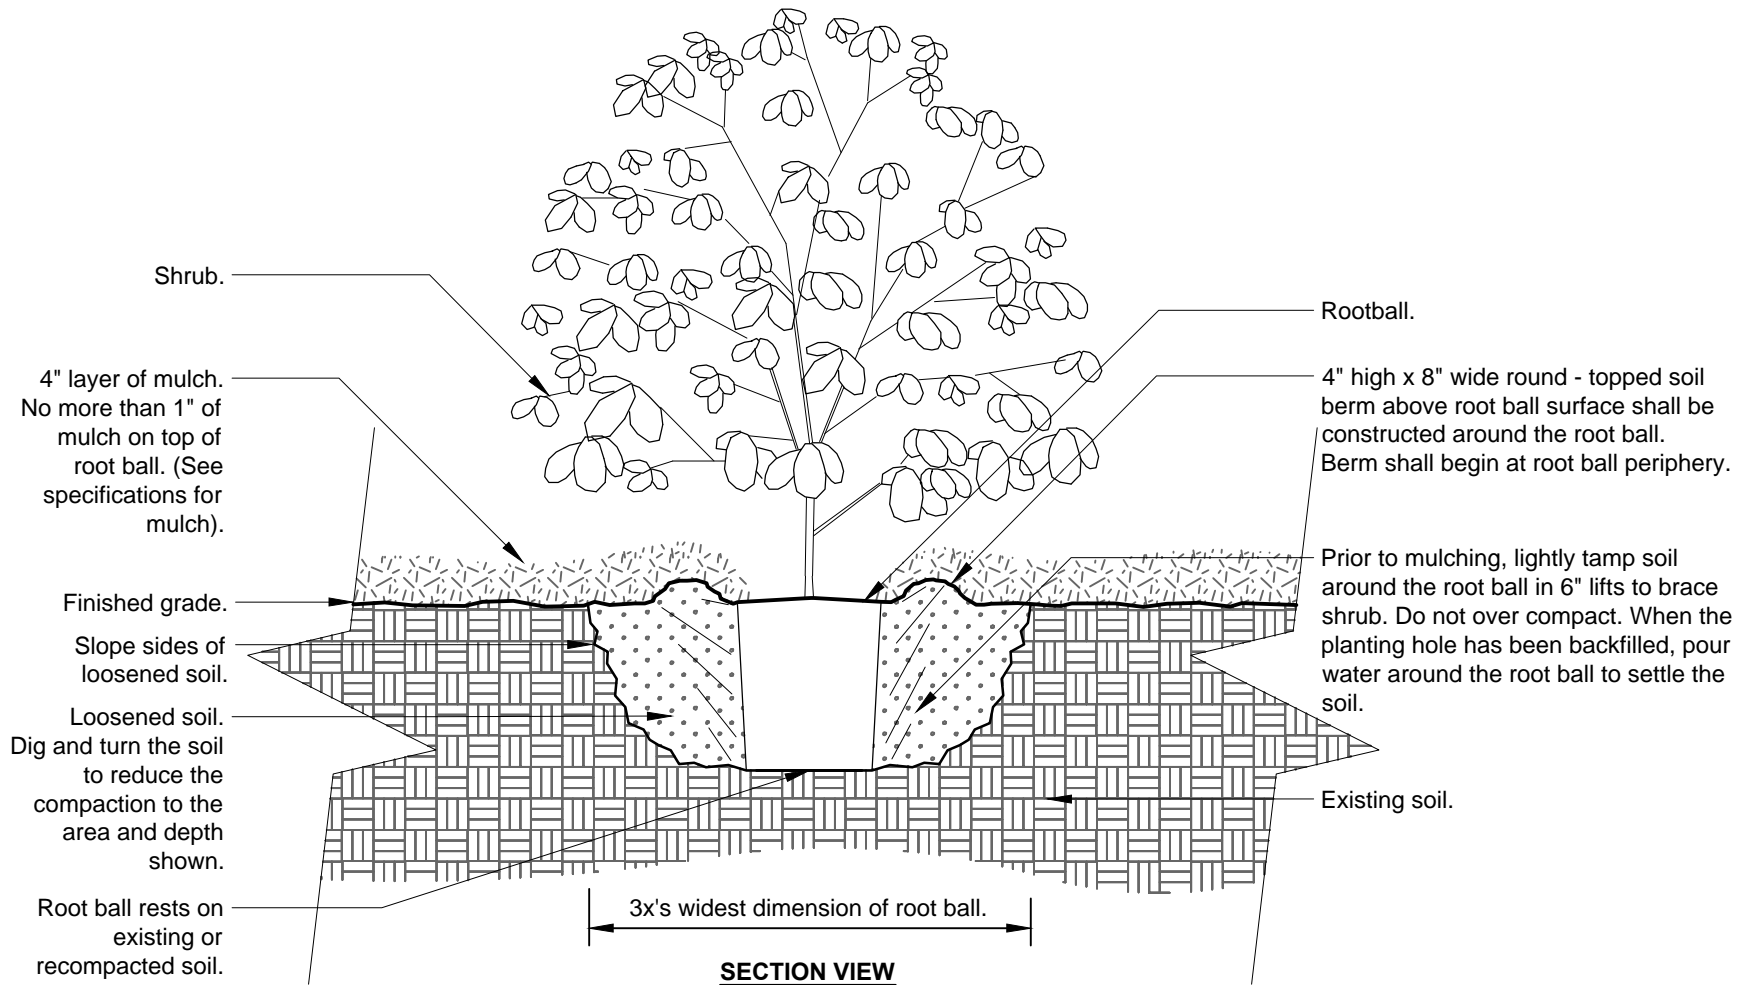 Shrub.
4" layer of mulch.
No more than 1" of
mulch on top of
root ball. (See
specifications for
mulch).
Finished grade.
Slope sides of
loosened soil.
Loosened soil.
Dig and turn the soil
to reduce the
compaction to the
area and depth
shown.
Root ball rests on
existing or
recompacted soil.
Rootball.
4" high x 8" wide round - topped soil
berm above root ball surface shall be
constructed around the root ball.
Berm shall begin at root ball periphery.
Prior to mulching, lightly tamp soil
around the root ball in 6" lifts to brace
shrub. Do not over compact. When the
planting hole has been backfilled, pour
water around the root ball to settle the
soil.
Existing soil.
3x's widest dimension of root ball.
SECTION VIEW